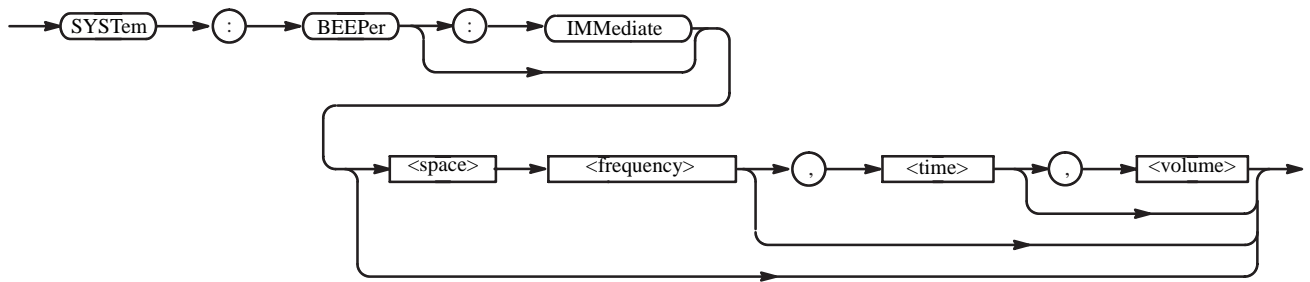 SYSTem : BEEPer : IMMediate
<space> <frequency> , <time> , <volume>